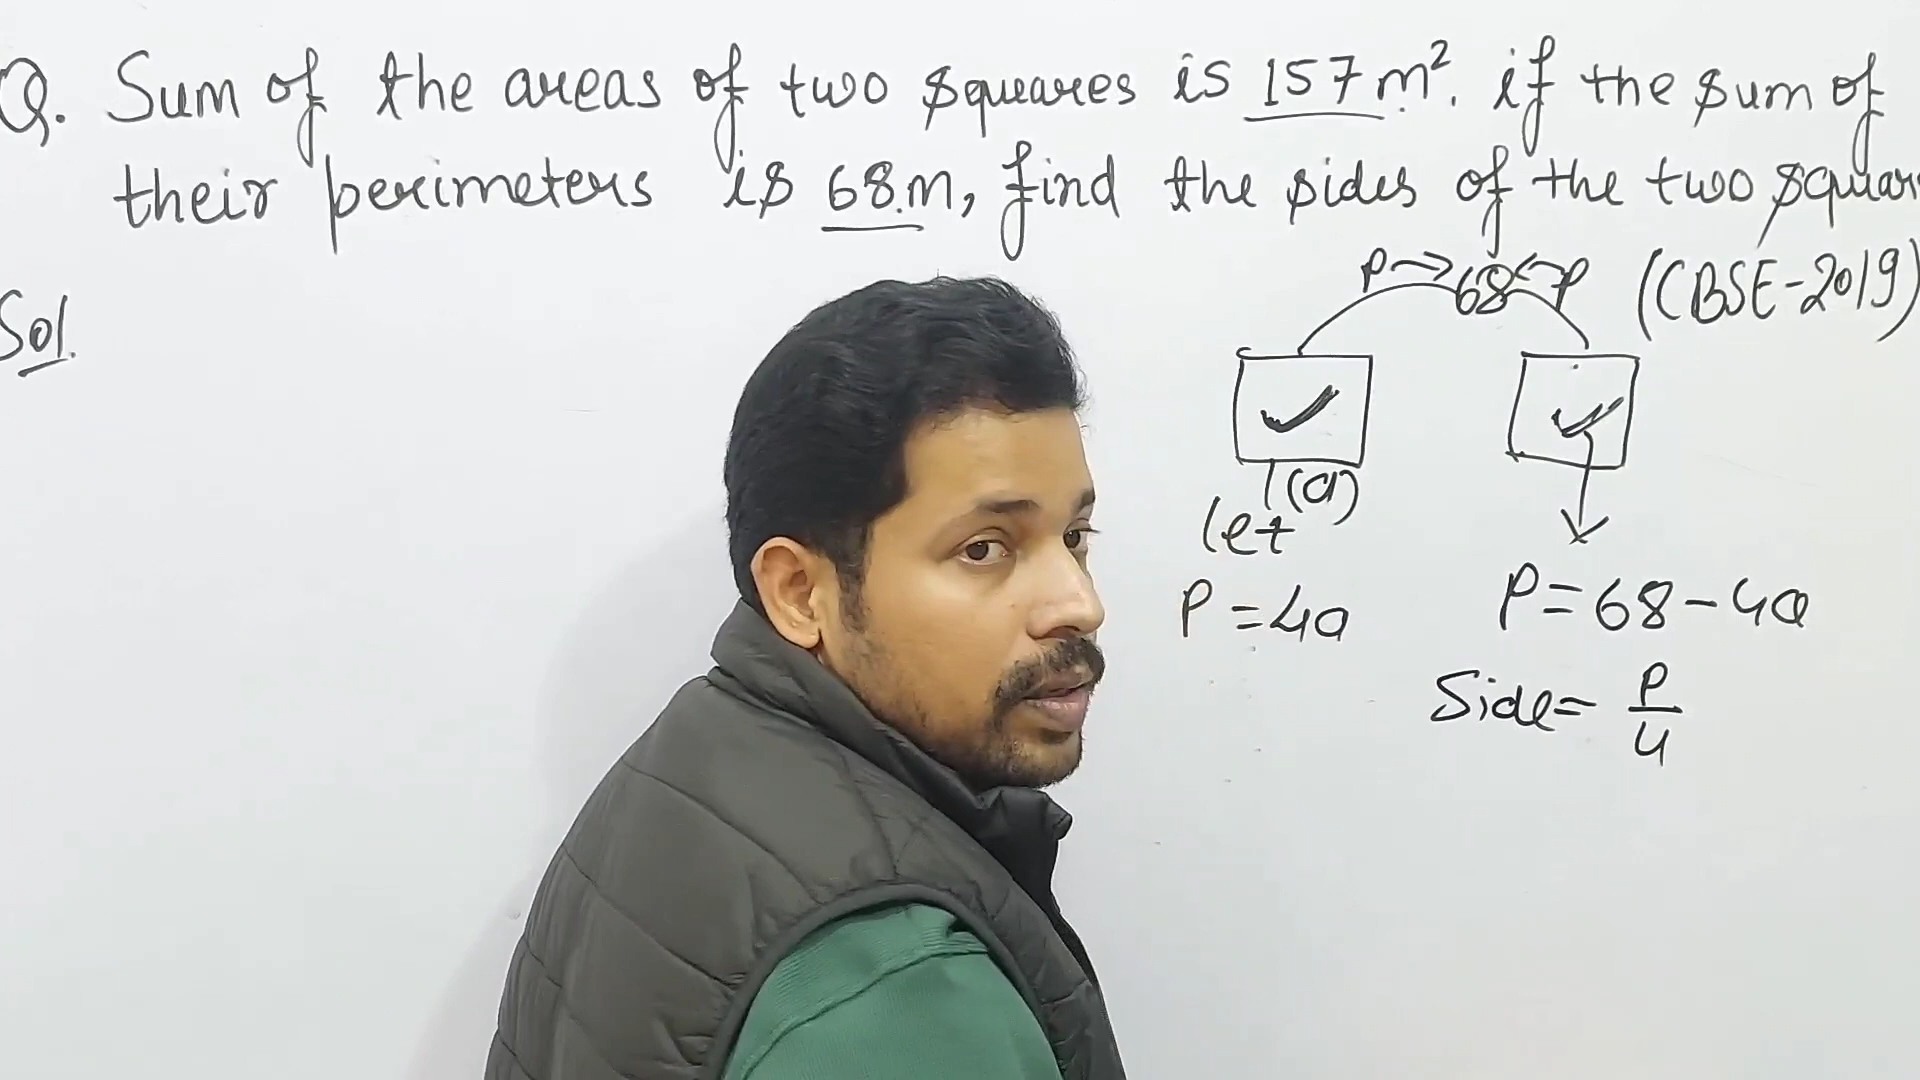 Q. Sum of the areas of two squares is 157 m². if the sum of
their perimeters is 68.m, find the sides of the two squar
P→ 68 ←P (CBSE-2019)
Sol.
(a)
let
P = 4a P = 68 - 4a
Side = P/4